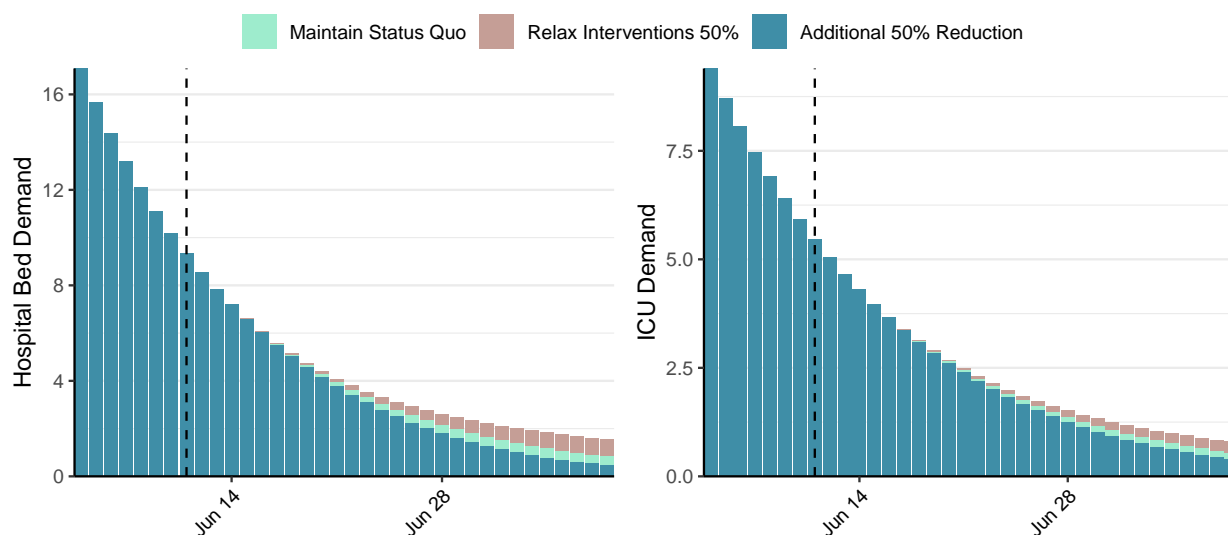 Maintain Status Quo Relax Interventions 50% Additional 50% Reduction
Hospital Bed Demand
16
12
8
4
0
Jun 14 Jun 28
ICU Demand
7.5
5.0
2.5
0.0
Jun 14 Jun 28